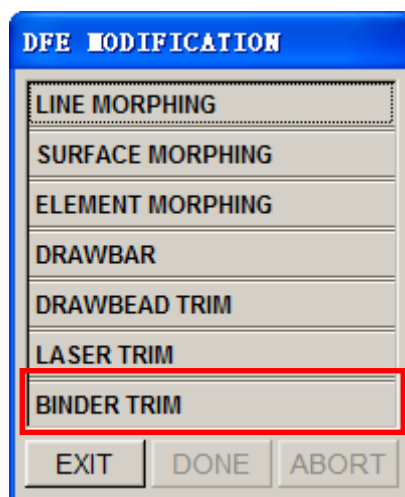 DFE MODIFICATION
LINE MORPHING
SURFACE MORPHING
ELEMENT MORPHING
DRAWBAR
DRAWBEAD TRIM
LASER TRIM
BINDER TRIM
EXIT DONE ABORT